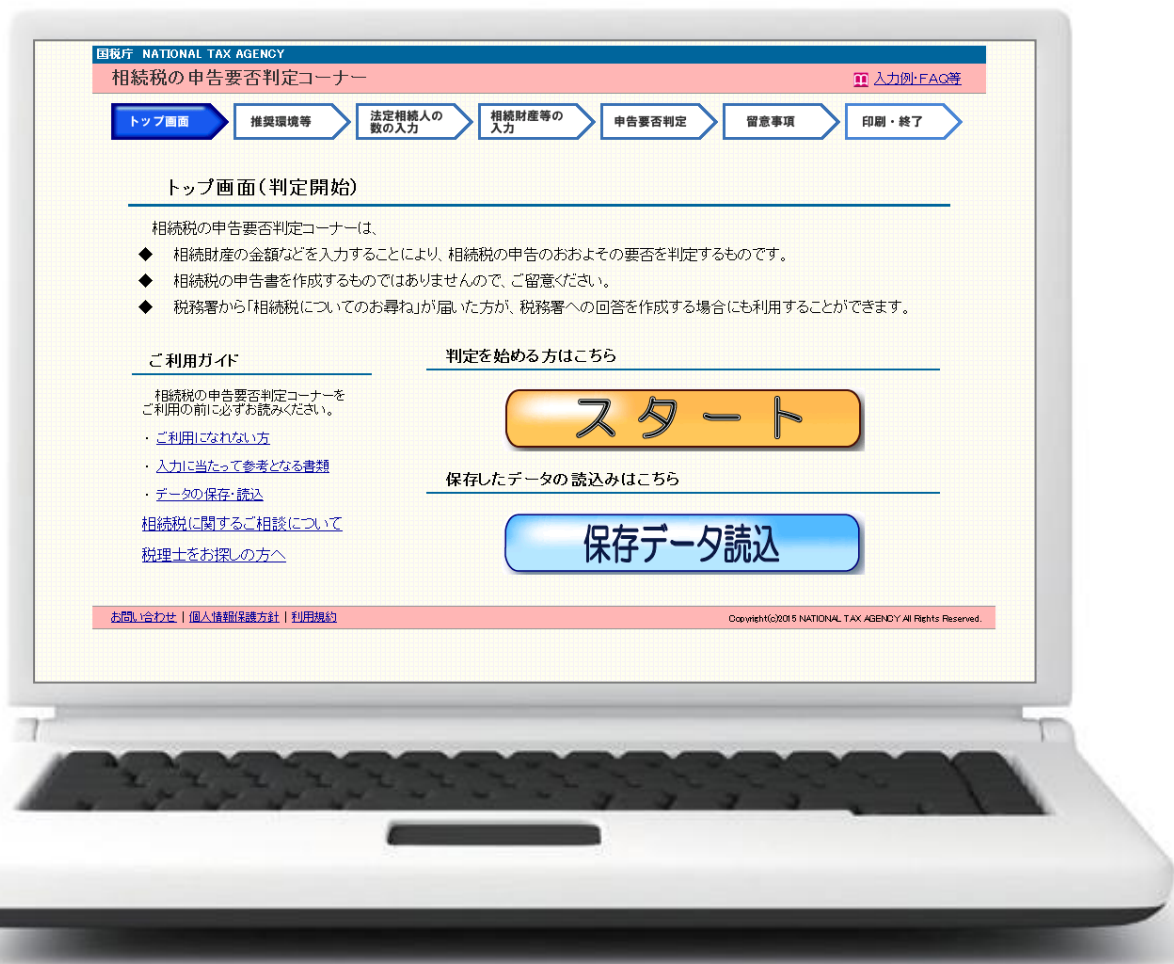 国税庁 NATIONAL TAX AGENCY
相続税の申告要否判定コーナー
入力例・FAQ等
トップ画面
推奨環境等
法定相続人の
数の入力
相続財産等の
入力
申告要否判定
留意事項
印刷・終了
トップ画面(判定開始)
相続税の申告要否判定コーナーは、
◆ 相続財産の金額などを入力することにより、相続税の申告のおおよその要否を判定するものです。
◆ 相続税の申告書を作成するものではありませんので、ご留意ください。
◆ 税務署から「相続税についてのお尋ね」が届いた方が、税務署への回答を作成する場合にも利用することができます。
ご利用ガイド
相続税の申告要否判定コーナーを
ご利用の前に必ずお読みください。
・ご利用になれない方
・入力に当たって参考となる書類
・データの保存・読込
相続税に関するご相談について
税理士をお探しの方へ
判定を始める方はこちら
スタート
保存したデータの読込みはこちら
保存データ読込
お問い合わせ | 個人情報保護方針 | 利用規約
Copyright(c)2015 NATIONAL TAX AGENCY All Rights Reserved.